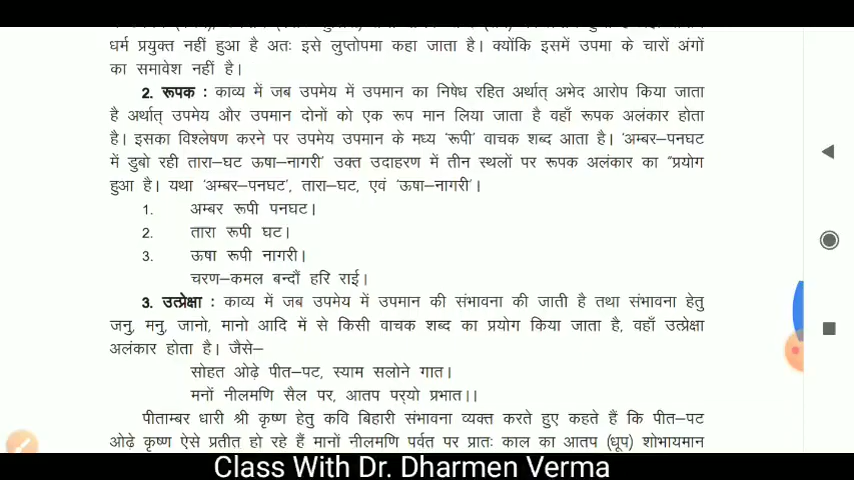 धर्म प्रयुक्त नहीं हुआ है अतः इसे लुप्तोपमा कहा जाता है। क्योंकि इसमें उपमा के चारों अंगों
का समावेश नहीं है।
2. रूपक : काव्य में जब उपमेय में उपमान का निषेध रहित अर्थात् अभेद आरोप किया जाता
है अर्थात् उपमेय और उपमान दोनों को एक रूप मान लिया जाता है वहाँ रूपक अलंकार होता
है। इसका विश्लेषण करने पर उपमेय उपमान के मध्य 'रूपी' वाचक शब्द आता है। 'अम्बर-पनघट
में डुबो रही तारा-घट ऊषा-नागरी' उक्त उदाहरण में तीन स्थलों पर रूपक अलंकार का "प्रयोग
हुआ है। यथा 'अम्बर-पनघट', तारा-घट, एवं 'ऊषा-नागरी'।
1. अम्बर रूपी पनघट।
2. तारा रूपी घट।
3. ऊषा रूपी नागरी।
चरण-कमल बन्दौं हरि राई।
3. उत्प्रेक्षा : काव्य में जब उपमेय में उपमान की संभावना की जाती है तथा संभावना हेतु
जनु, मनु, जानो, मानो आदि में से किसी वाचक शब्द का प्रयोग किया जाता है, वहाँ उत्प्रेक्षा
अलंकार होता है। जैसे-
सोहत ओढ़े पीत-पट, स्याम सलोने गात।
मनों नीलमणि सैल पर, आतप पर्‌यो प्रभात।।
पीताम्बर धारी श्री कृष्ण हेतु कवि बिहारी संभावना व्यक्त करते हुए कहते हैं कि पीत-पट
ओढ़े कृष्ण ऐसे प्रतीत हो रहे हैं मानों नीलमणि पर्वत पर प्रातः काल का आतप (धूप) शोभायमान
Class With Dr. Dharmen Verma